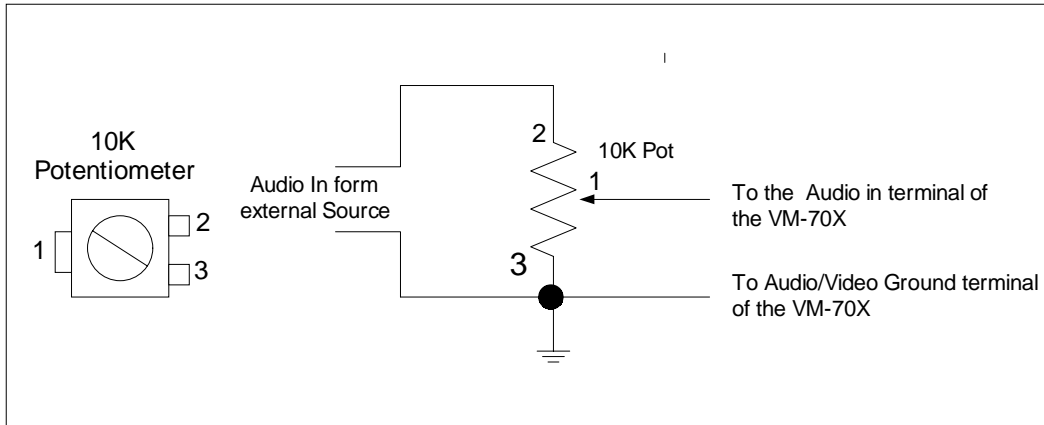 10K
Potentiometer
1
2
3
Audio In form
external Source
2
10K Pot
1
3
To the Audio in terminal of
the VM-70X
To Audio/Video Ground terminal
of the VM-70X